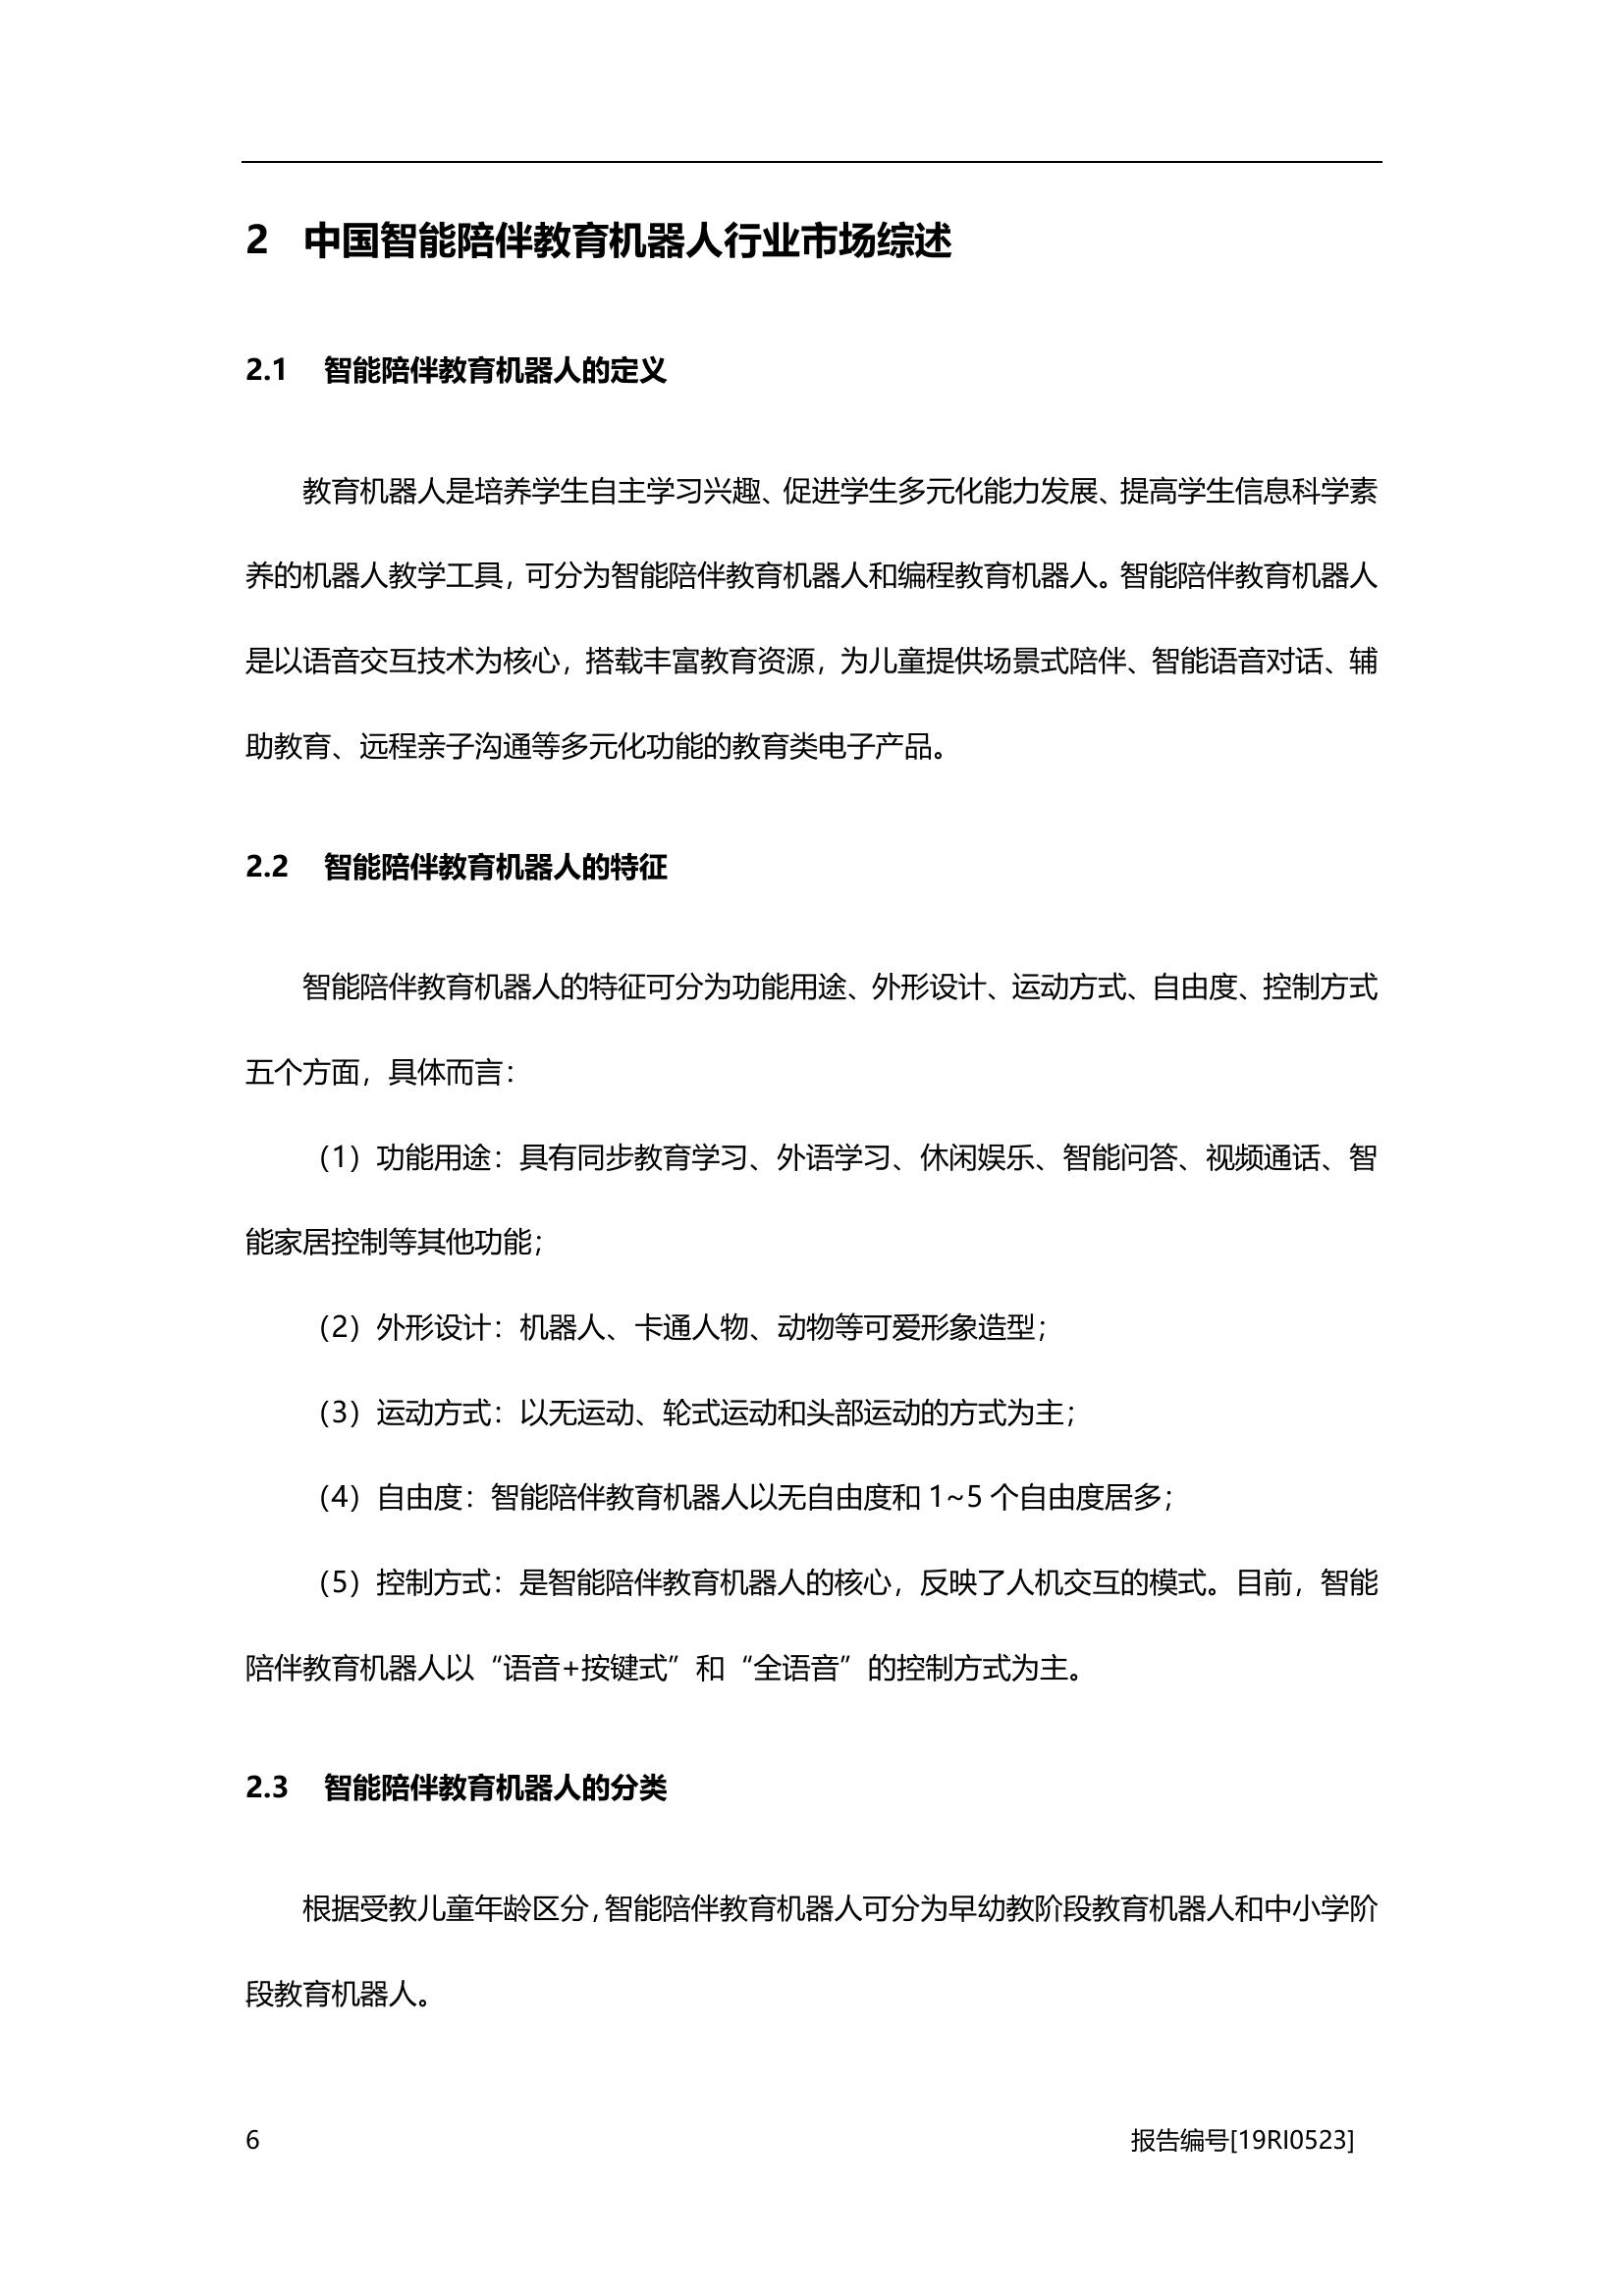 2 中国智能陪伴教育机器人行业市场综述
2.1 智能陪伴教育机器人的定义
教育机器人是培养学生自主学习兴趣、促进学生多元化能力发展、提高学生信息科学素
养的机器人教学工具，可分为智能陪伴教育机器人和编程教育机器人。智能陪伴教育机器人
是以语音交互技术为核心，搭载丰富教育资源，为儿童提供场景式陪伴、智能语音对话、辅
助教育、远程亲子沟通等多元化功能的教育类电子产品。
2.2 智能陪伴教育机器人的特征
智能陪伴教育机器人的特征可分为功能用途、外形设计、运动方式、自由度、控制方式
五个方面，具体而言：
（1）功能用途：具有同步教育学习、外语学习、休闲娱乐、智能问答、视频通话、智
能家居控制等其他功能；
（2）外形设计：机器人、卡通人物、动物等可爱形象造型；
（3）运动方式：以无运动、轮式运动和头部运动的方式为主；
（4）自由度：智能陪伴教育机器人以无自由度和 1~5 个自由度居多；
（5）控制方式：是智能陪伴教育机器人的核心，反映了人机交互的模式。目前，智能
陪伴教育机器人以“语音+按键式”和“全语音”的控制方式为主。
2.3 智能陪伴教育机器人的分类
根据受教儿童年龄区分，智能陪伴教育机器人可分为早幼教阶段教育机器人和中小学阶
段教育机器人。
6 报告编号[19RI0523]